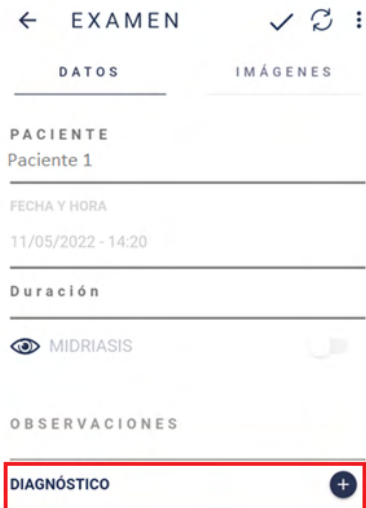 EXAMEN
DATOS IMÁGENES
PACIENTE
Paciente 1
FECHA Y HORA
11/05/2022 - 14:20
Duración
MIDRIASIS
OBSERVACIONES
DIAGNÓSTICO